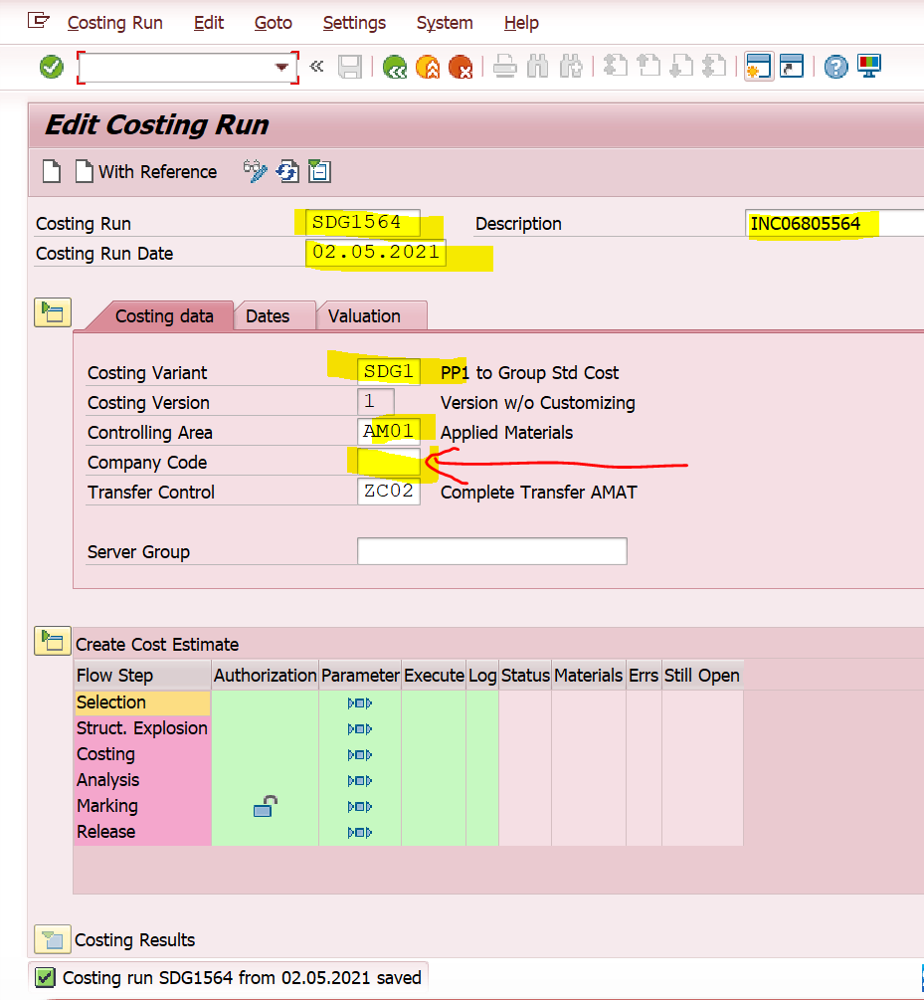 Costing Run Edit Goto Settings System Help
Edit Costing Run
With Reference
Costing Run SDG1564 Description INC06805564
Costing Run Date 02.05.2021
Costing data Dates Valuation
Costing Variant SDG1 PP1 to Group Std Cost
Costing Version 1 Version w/o Customizing
Controlling Area AM01 Applied Materials
Company Code
Transfer Control ZC02 Complete Transfer AMAT
Server Group
Create Cost Estimate
Flow Step Authorization Parameter Execute Log Status Materials Errs Still Open
Selection
Struct. Explosion
Costing
Analysis
Marking
Release
Costing Results
Costing run SDG1564 from 02.05.2021 saved